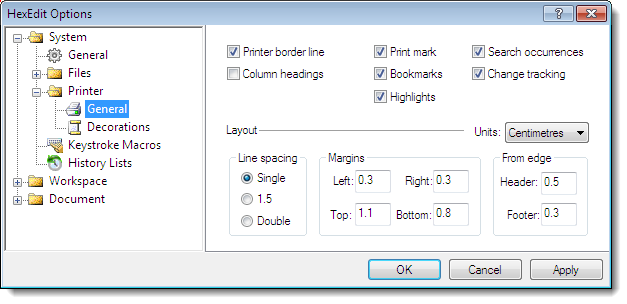 HexEdit Options
System
General
Files
Printer
General
Decorations
Keystroke Macros
History Lists
Workspace
Document
Printer border line
Print mark
Search occurrences
Column headings
Bookmarks
Change tracking
Highlights
Layout
Units: Centimetres
Line spacing
Single
1.5
Double
Margins
Left: 0.3 Right: 0.3
Top: 1.1 Bottom: 0.8
From edge
Header: 0.5
Footer: 0.3
OK Cancel Apply